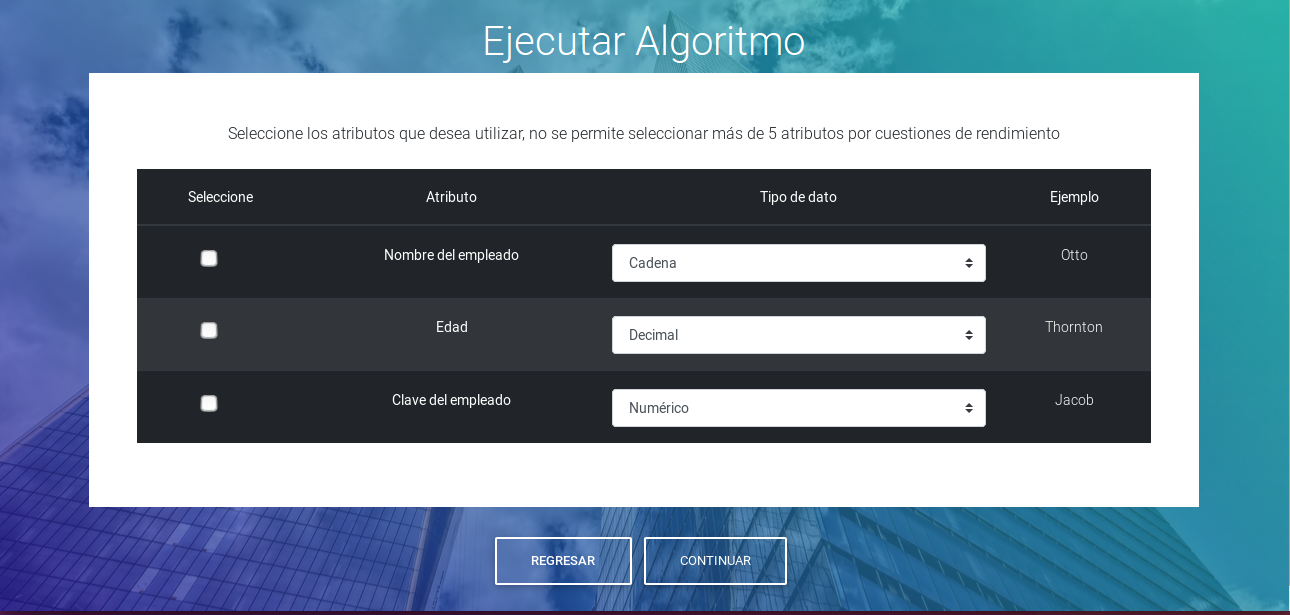 Ejecutar Algoritmo
Seleccione los atributos que desea utilizar, no se permite seleccionar más de 5 atributos por cuestiones de rendimiento
Seleccione Atributo Tipo de dato Ejemplo
Nombre del empleado Cadena Otto
Edad Decimal Thornton
Clave del empleado Numérico Jacob
REGRESAR CONTINUAR